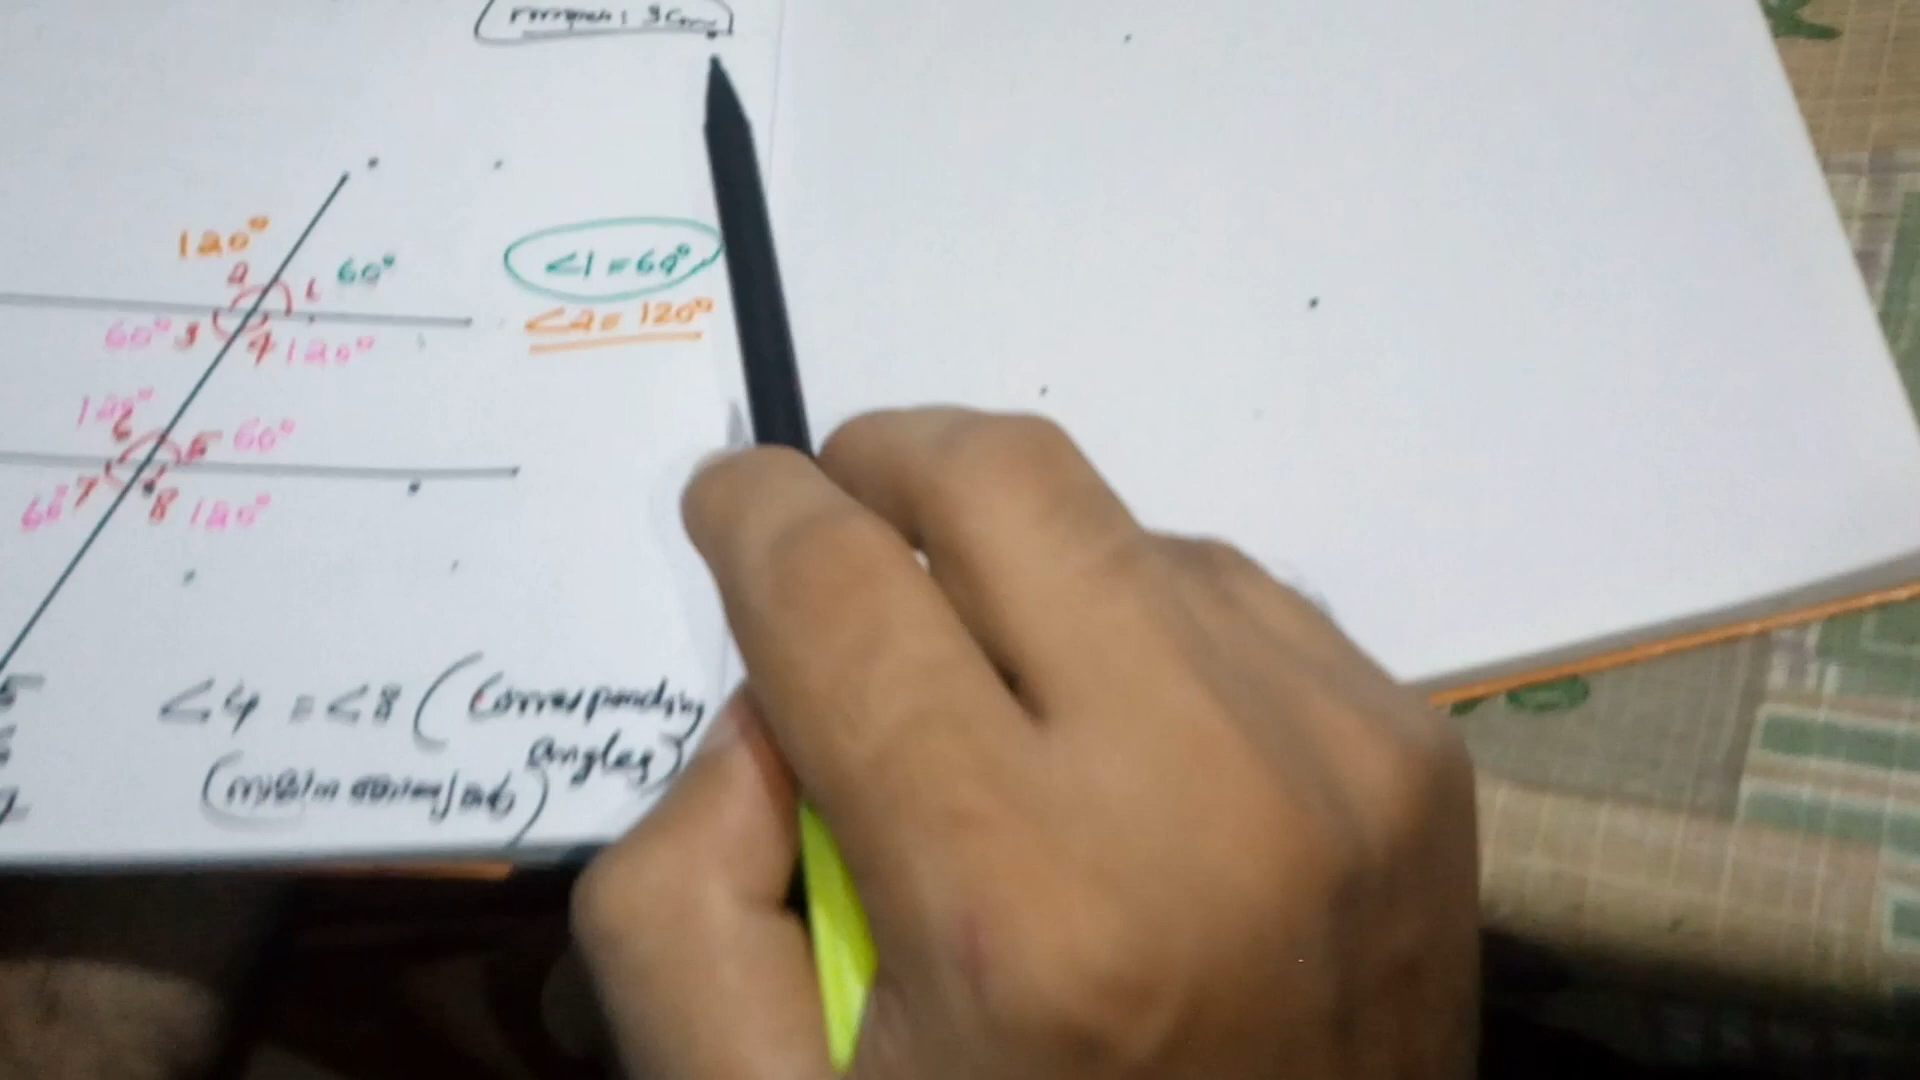 120°
2 1 60°
<1 = 60°
60° 3 4 120°
<2 = 120°
120°
6 5 60°
60° 7 8 120°
<4 = <8 (Corresponding
angles)